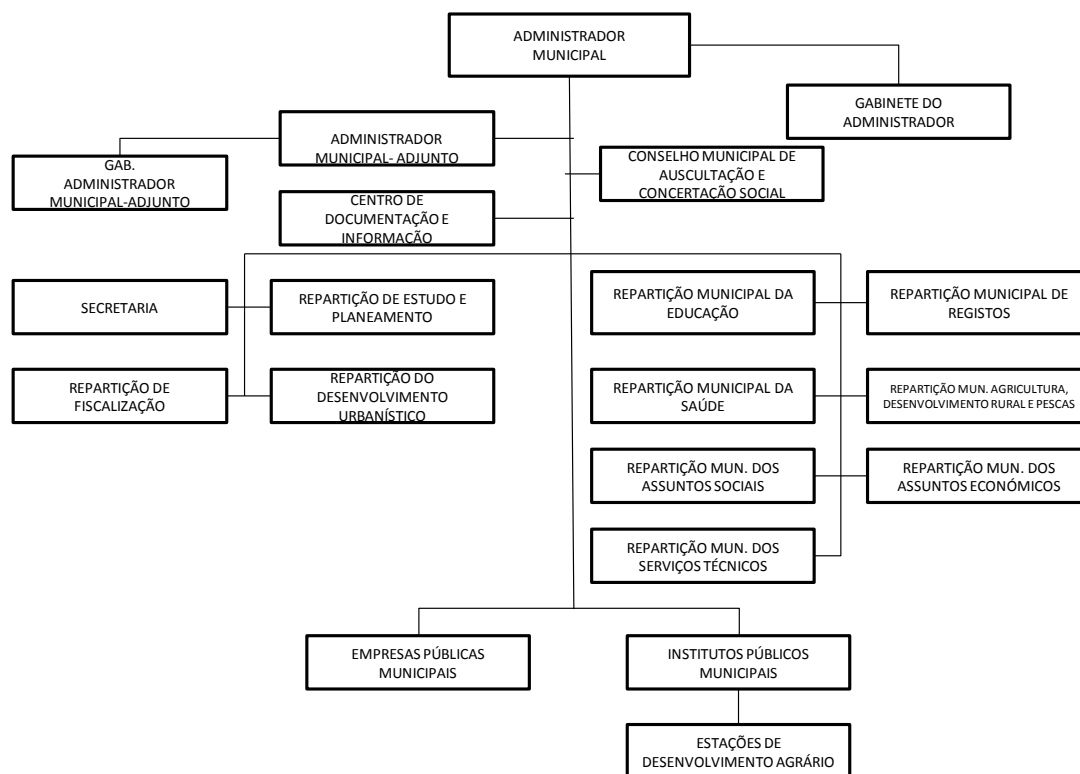 ADMINISTRADOR
MUNICIPAL
GABINETE DO
ADMINISTRADOR
ADMINISTRADOR
MUNICIPAL- ADJUNTO
GAB.
ADMINISTRADOR
MUNICIPAL-ADJUNTO
CONSELHO MUNICIPAL DE
AUSCULTAÇÃO E
CONCERTAÇÃO SOCIAL
CENTRO DE
DOCUMENTAÇÃO E
INFORMAÇÃO
SECRETARIA
REPARTIÇÃO DE ESTUDO E
PLANEAMENTO
REPARTIÇÃO MUNICIPAL DA
EDUCAÇÃO
REPARTIÇÃO MUNICIPAL DE
REGISTOS
REPARTIÇÃO DE
FISCALIZAÇÃO
REPARTIÇÃO DO
DESENVOLVIMENTO
URBANÍSTICO
REPARTIÇÃO MUNICIPAL DA
SAÚDE
REPARTIÇÃO MUN. AGRICULTURA,
DESENVOLVIMENTO RURAL E PESCAS
REPARTIÇÃO MUN. DOS
ASSUNTOS SOCIAIS
REPARTIÇÃO MUN. DOS
ASSUNTOS ECONÓMICOS
REPARTIÇÃO MUN. DOS
SERVIÇOS TÉCNICOS
EMPRESAS PÚBLICAS
MUNICIPAIS
INSTITUTOS PÚBLICOS
MUNICIPAIS
ESTAÇÕES DE
DESENVOLVIMENTO AGRÁRIO